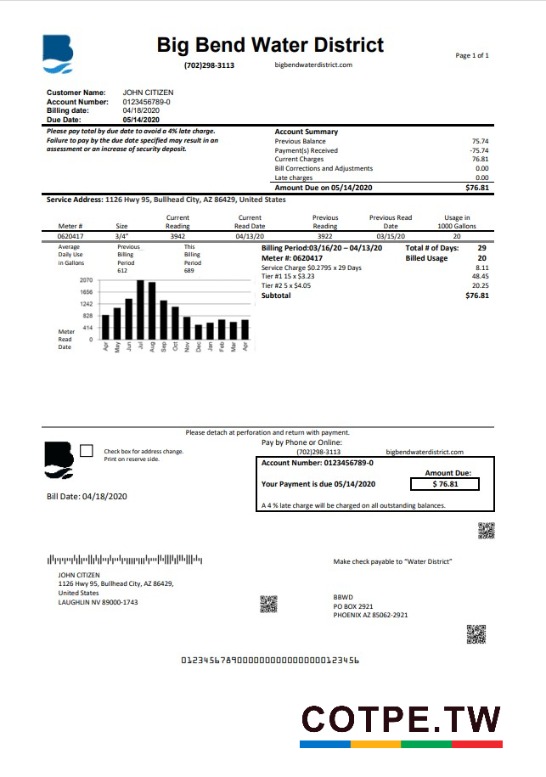 Big Bend Water District
(702)298-3113 bigbendwaterdistrict.com
Page 1 of 1
Customer Name: JOHN CITIZEN
Account Number: 0123456789-0
Billing date: 04/18/2020
Due Date: 05/14/2020
Please pay total by due date to avoid a 4% late charge.
Failure to pay by the due date specified may result in an
assessment or an increase of security deposit.
Account Summary
Previous Balance 75.74
Payment(s) Received -75.74
Current Charges 76.81
Bill Corrections and Adjustments 0.00
Late charges 0.00
Amount Due on 05/14/2020 $76.81
Service Address: 1126 Hwy 95, Bullhead City, AZ 86429, United States
Meter # Size Current Reading Current Read Date Previous Reading Previous Read Date Usage in 1000 Gallons
0620417 3/4" 3942 04/13/20 3922 03/15/20 20
Average Daily Use in Gallons
Previous Billing Period 612
This Billing Period 689
2070
1656
1242
828
414
0
Meter Read Date
Apr May Jun Jul Aug Sep Oct Nov Dec Jan Feb Mar Apr
Billing Period:03/16/20 – 04/13/20 Total # of Days: 29
Meter #: 0620417 Billed Usage 20
Service Charge $0.2795 x 29 Days 8.11
Tier #1 15 x $3.23 48.45
Tier #2 5 x $4.05 20.25
Subtotal $76.81
Please detach at perforation and return with payment.
Check box for address change.
Print on reserve side.
Bill Date: 04/18/2020
Pay by Phone or Online:
(702)298-3113 bigbendwaterdistrict.com
Account Number: 0123456789-0
Amount Due:
Your Payment is due 05/14/2020 $ 76.81
A 4 % late charge will be charged on all outstanding balances.
Make check payable to "Water District"
JOHN CITIZEN
1126 Hwy 95, Bullhead City, AZ 86429,
United States
LAUGHLIN NV 89000-1743
BBWD
PO BOX 2921
PHOENIX AZ 85062-2921
0123456789000000000000000123456
COTPE.TW